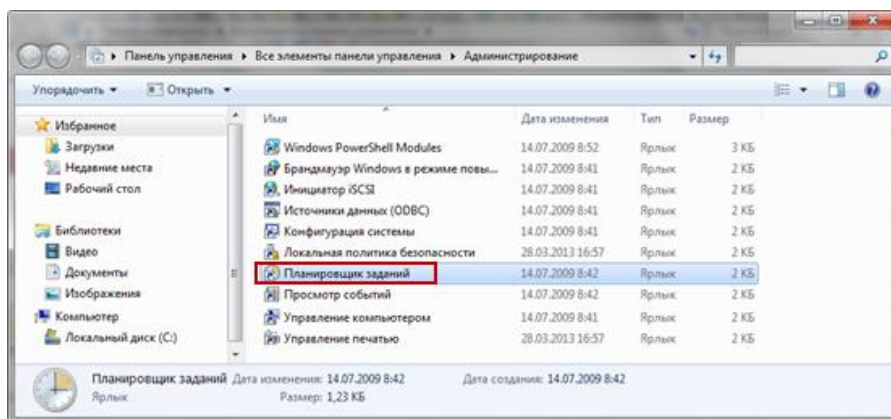 Панель управления ▸ Все элементы панели управления ▸ Администрирование
Упорядочить Открыть
Избранное
Загрузки
Недавние места
Рабочий стол
Библиотеки
Видео
Документы
Изображения
Компьютер
Локальный диск (C:)
Имя Дата изменения Тип Размер
Windows PowerShell Modules 14.07.2009 8:52 Ярлык 3 КБ
Брандмауэр Windows в режиме повы... 14.07.2009 8:41 Ярлык 2 КБ
Инициатор iSCSI 14.07.2009 8:41 Ярлык 2 КБ
Источники данных (ODBC) 14.07.2009 8:41 Ярлык 2 КБ
Конфигурация системы 14.07.2009 8:41 Ярлык 2 КБ
Локальная политика безопасности 28.03.2013 16:57 Ярлык 2 КБ
Планировщик заданий 14.07.2009 8:42 Ярлык 2 КБ
Просмотр событий 14.07.2009 8:42 Ярлык 2 КБ
Управление компьютером 14.07.2009 8:41 Ярлык 2 КБ
Управление печатью 28.03.2013 16:57 Ярлык 2 КБ
Планировщик заданий Дата изменения: 14.07.2009 8:42 Дата создания: 14.07.2009 8:42
Ярлык Размер: 1,23 КБ